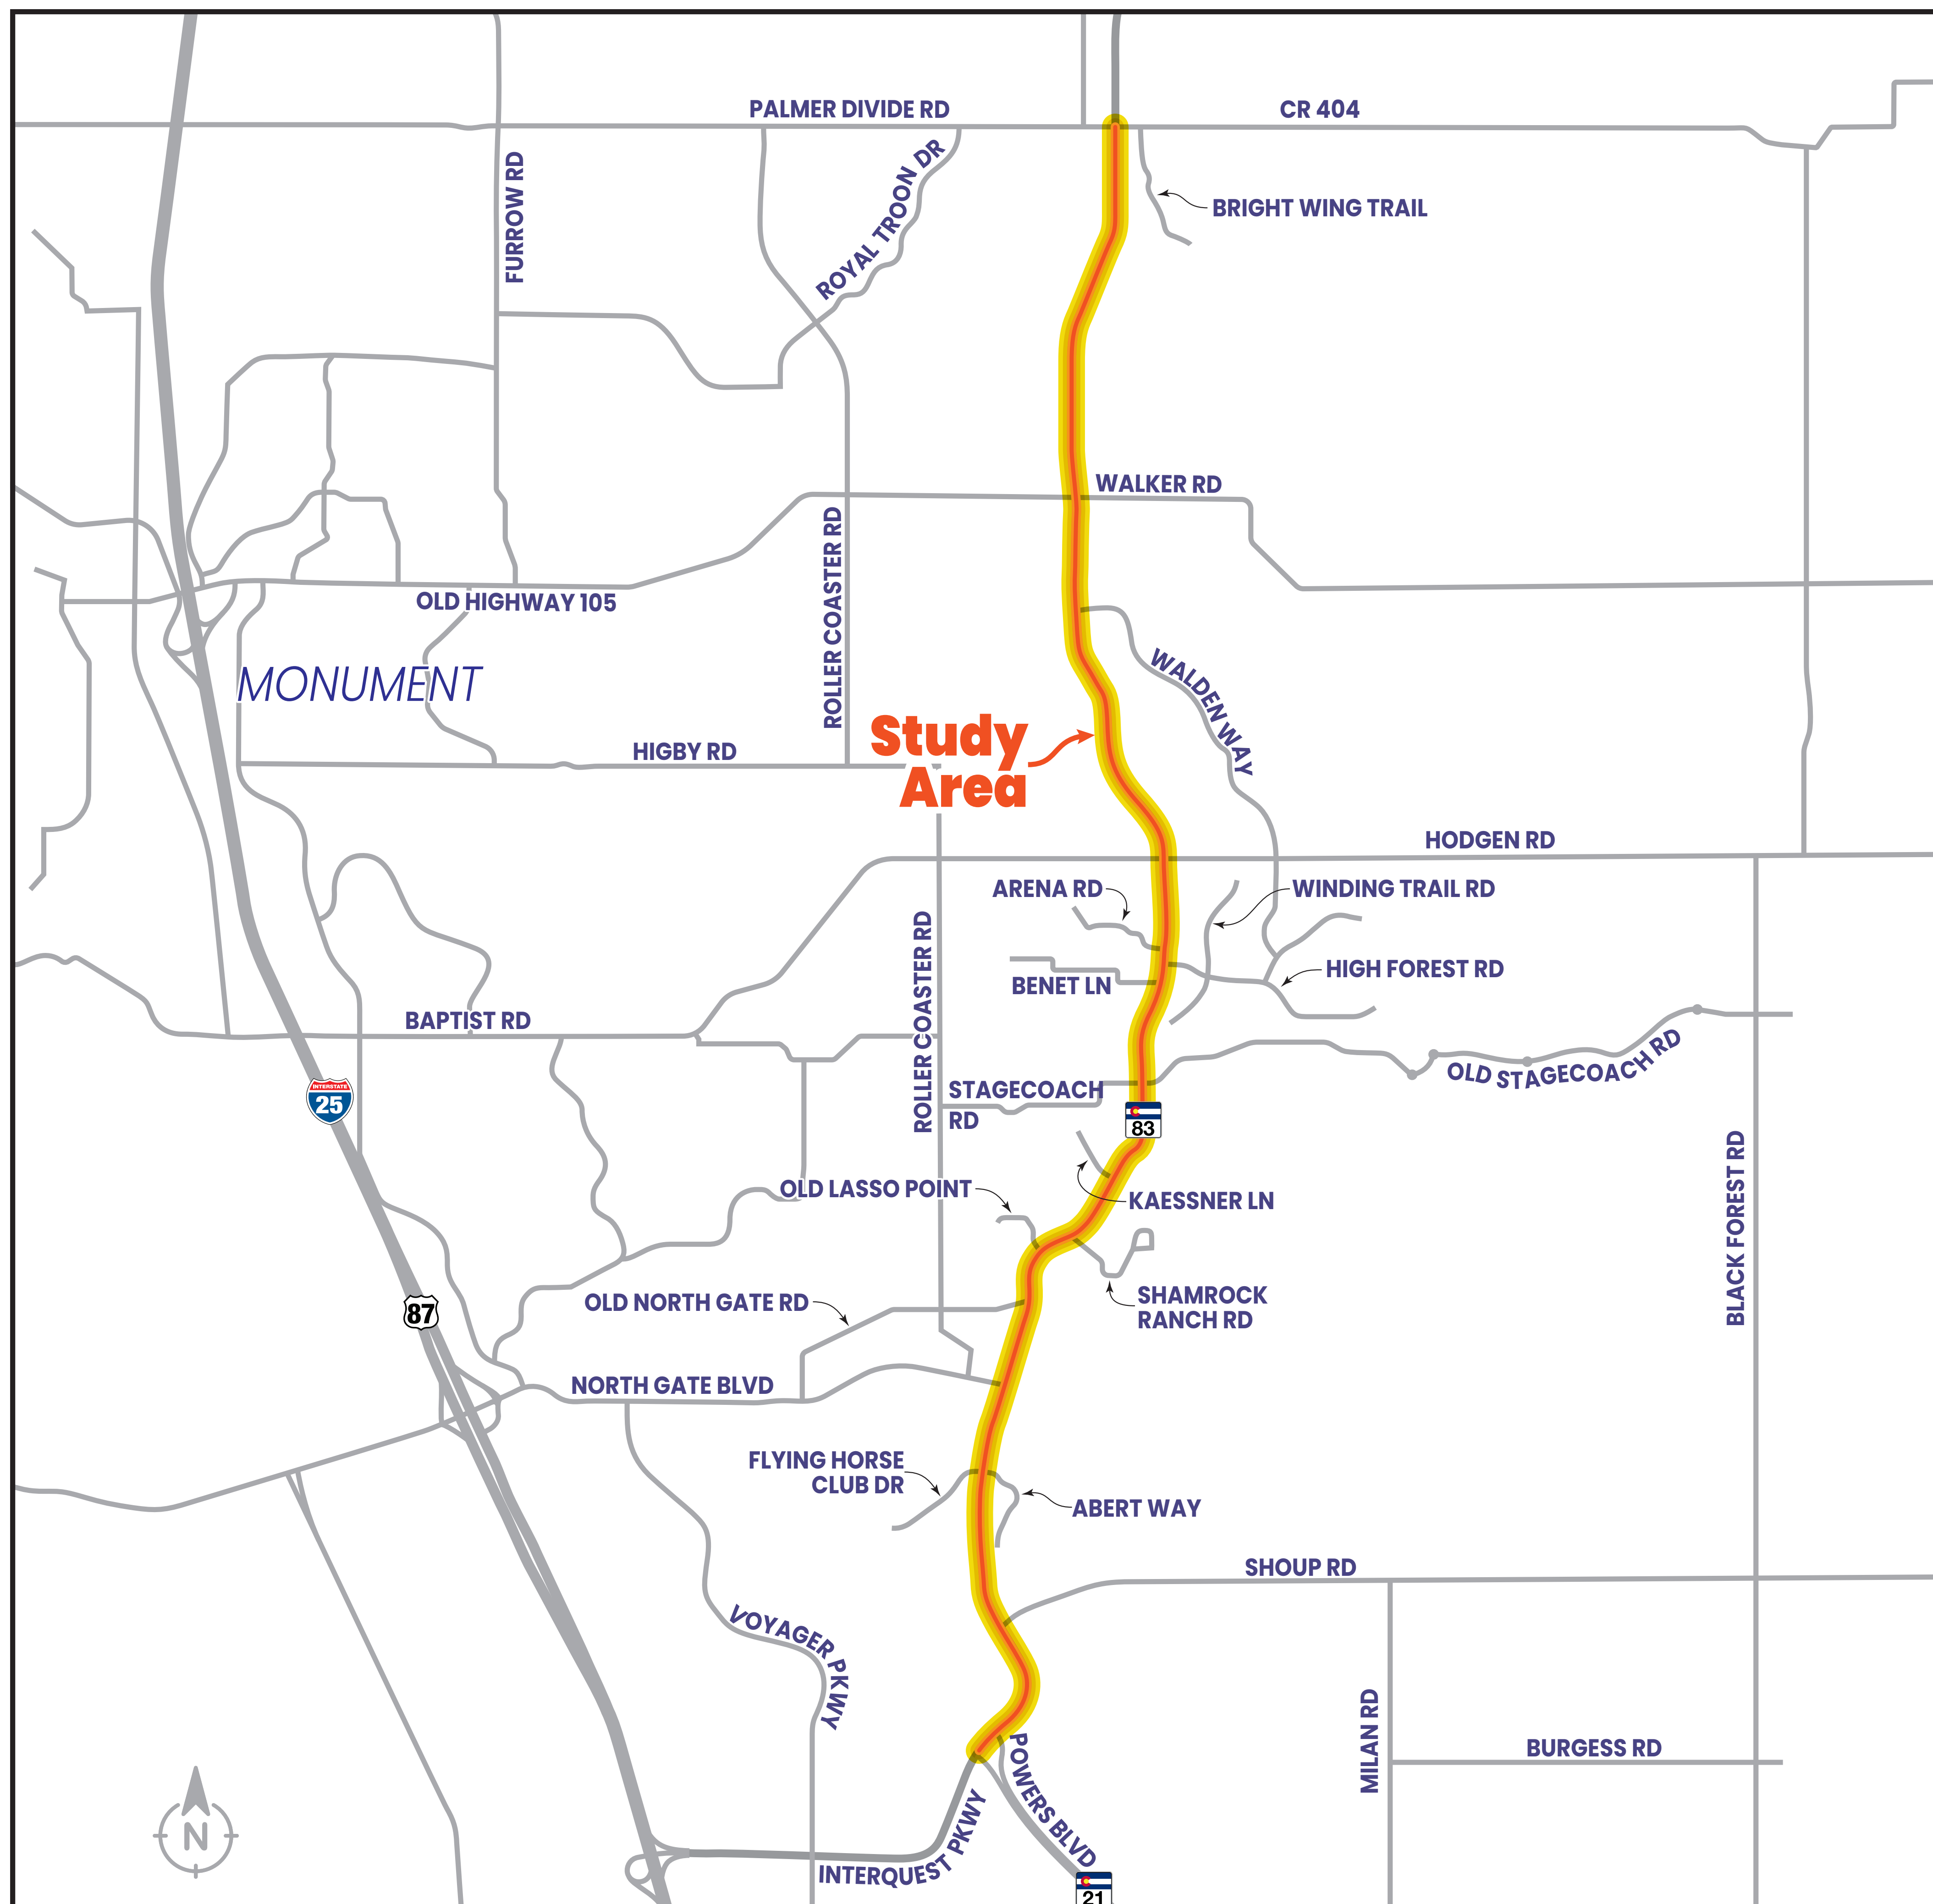 PALMER DIVIDE RD
CR 404
FURROW RD
ROYAL TROON DR
BRIGHT WING TRAIL
WALKER RD
ROLLER COASTER RD
OLD HIGHWAY 105
MONUMENT
WALDEN WAY
Study
Area
HIGBY RD
HODGEN RD
ARENA RD
WINDING TRAIL RD
ROLLER COASTER RD
HIGH FOREST RD
BENET LN
BAPTIST RD
OLD STAGECOACH RD
INTERSTATE
25
STAGECOACH
RD
83
BLACK FOREST RD
OLD LASSO POINT
KAESSNER LN
87
OLD NORTH GATE RD
SHAMROCK
RANCH RD
NORTH GATE BLVD
FLYING HORSE
CLUB DR
ABERT WAY
SHOUP RD
VOYAGER PKWY
MILAN RD
BURGESS RD
POWERS BLVD
INTERQUEST PKWY
N
21